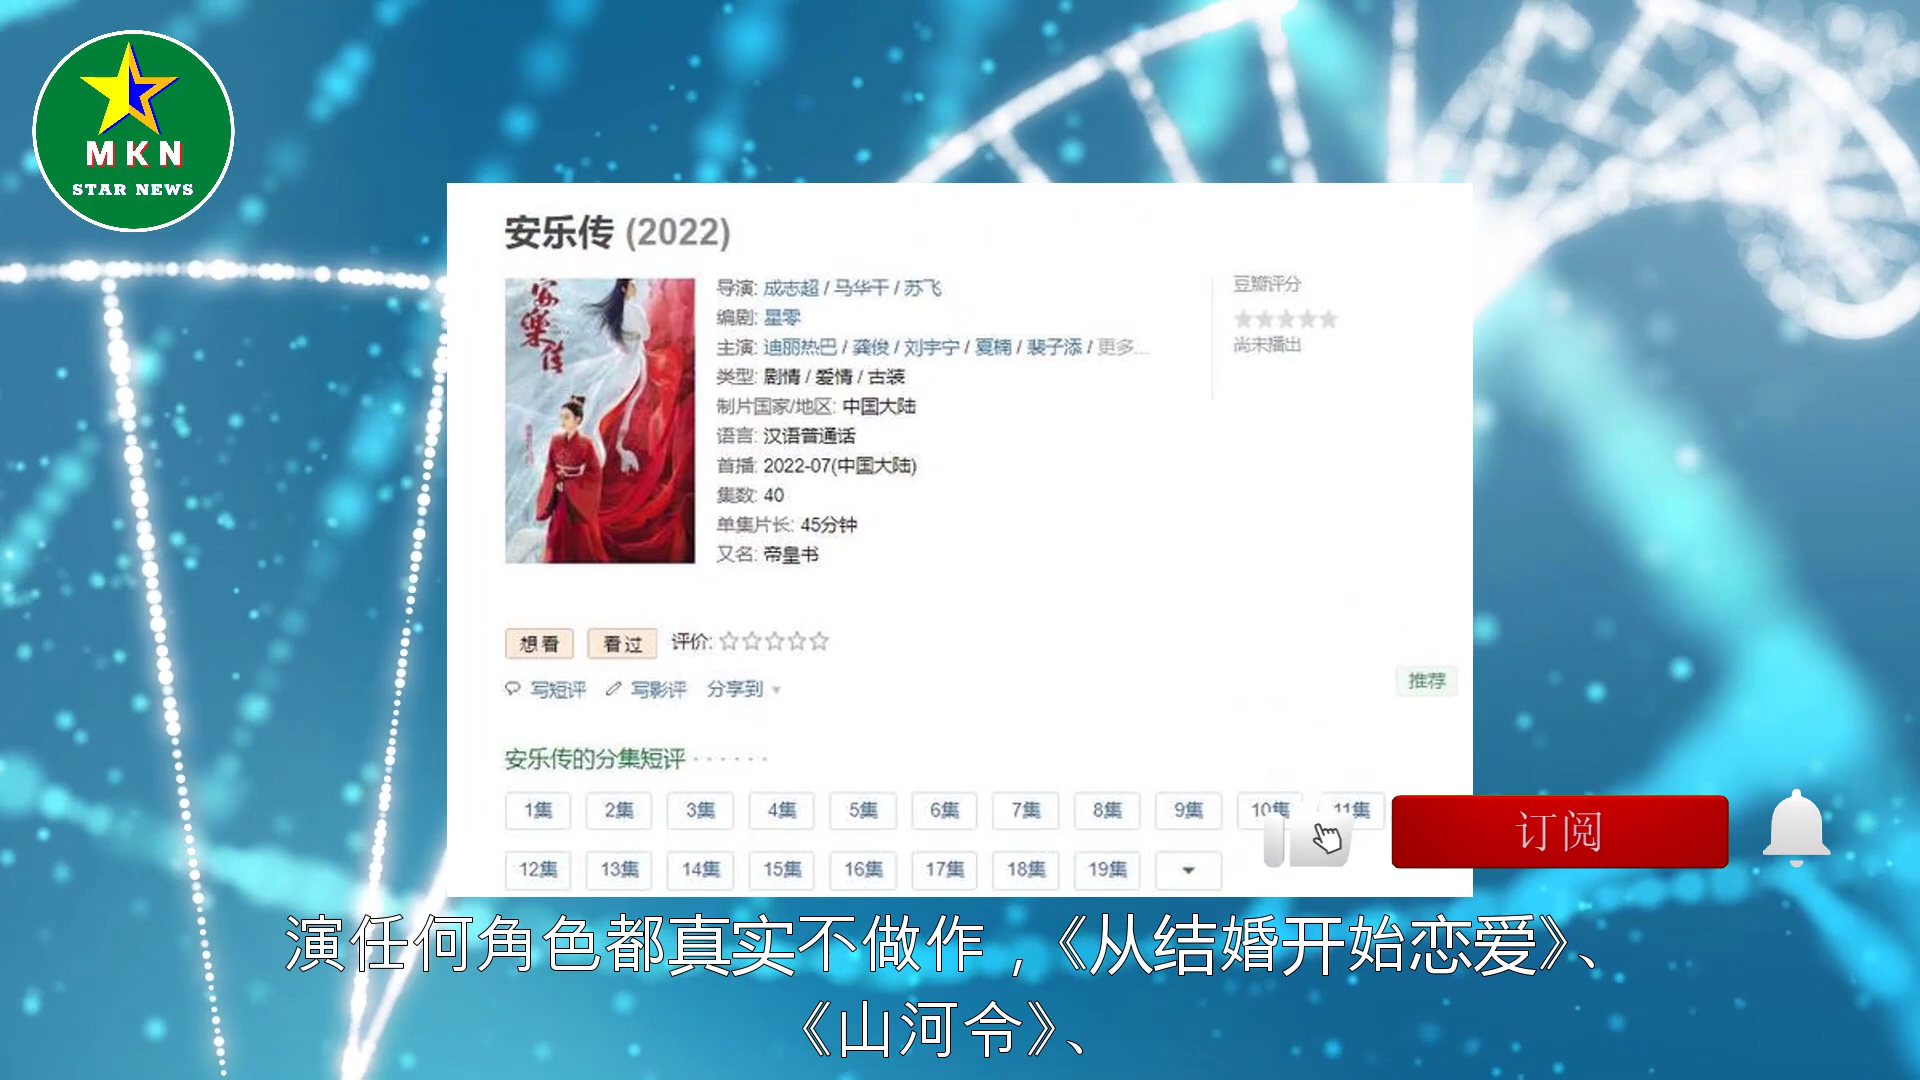 MKN
STAR NEWS
安乐传 (2022)
安樂传
导演: 成志超 / 马华干 / 苏飞
编剧: 星零
主演: 迪丽热巴 / 龚俊 / 刘宇宁 / 夏楠 / 裴子添 / 更多...
类型: 剧情 / 爱情 / 古装
制片国家/地区: 中国大陆
语言: 汉语普通话
首播: 2022-07(中国大陆)
集数: 40
单集片长: 45分钟
又名: 帝皇书
豆瓣评分
尚未播出
想看 看过 评价:
写短评 写影评 分享到
推荐
安乐传的分集短评 · · · · · ·
1集 2集 3集 4集 5集 6集 7集 8集 9集 10集 11集
12集 13集 14集 15集 16集 17集 18集 19集
订阅
演任何角色都真实不做作，《从结婚开始恋爱》、
《山河令》、